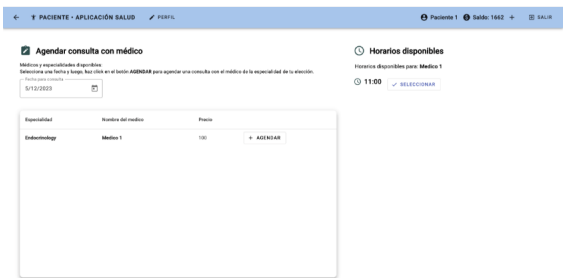 PACIENTE • APLICACIÓN SALUD
PERFIL
Paciente 1
Saldo: 1662
SALIR
Agendar consulta con médico
Médicos y especialidades disponibles
Selecciona una fecha y luego, haz click en el botón AGENDAR para agendar una consulta con el médico de la especialidad de tu elección.
Fecha para consulta
5/12/2023
Especialidad Nombre del medico Precio
Endocrinology Medico 1 100 + AGENDAR
Horarios disponibles
Horarios disponibles para: Medico 1
11:00 SELECCIONAR